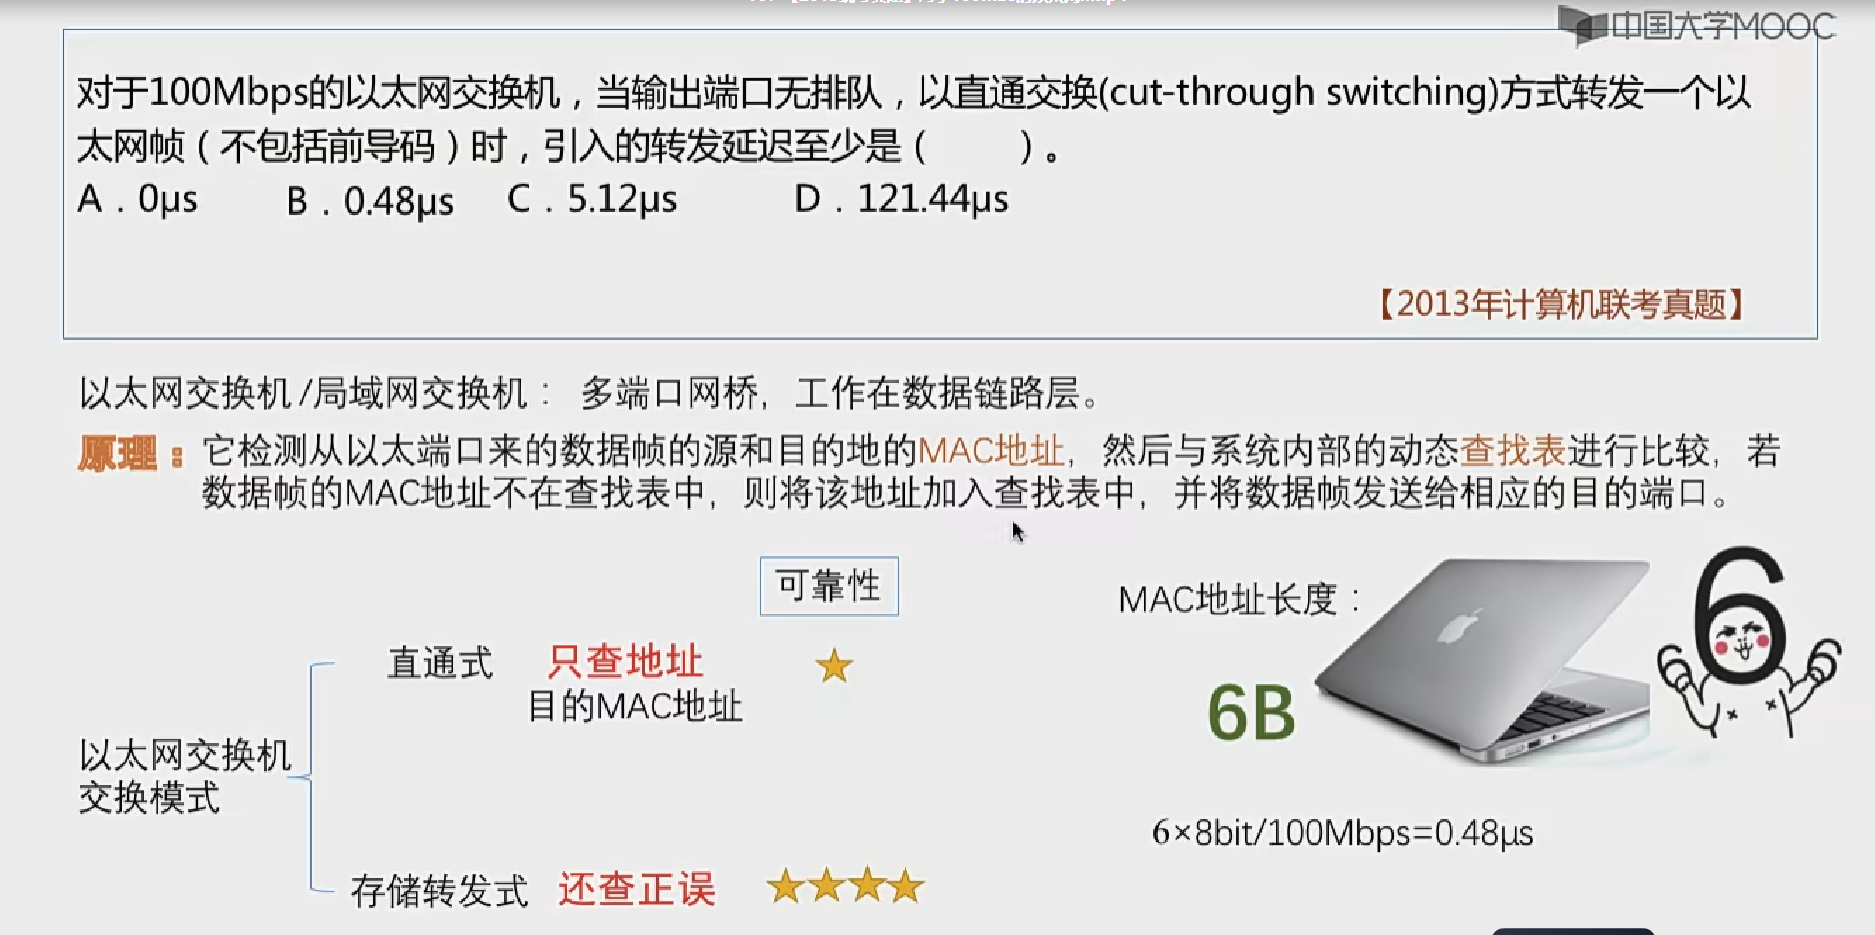 中国大学MOOC
对于100Mbps的以太网交换机，当输出端口无排队，以直通交换(cut-through switching)方式转发一个以
太网帧（不包括前导码）时，引入的转发延迟至少是（　　）。
A．0μs　　B．0.48μs　C．5.12μs　　D．121.44μs
【2013年计算机联考真题】
以太网交换机/局域网交换机： 多端口网桥，工作在数据链路层。
原理：它检测从以太端口来的数据帧的源和目的地的MAC地址，然后与系统内部的动态查找表进行比较，若
数据帧的MAC地址不在查找表中，则将该地址加入查找表中，并将数据帧发送给相应的目的端口。
可靠性
MAC地址长度：
6
直通式　只查地址
目的MAC地址
6B
以太网交换机
交换模式
6×8bit/100Mbps=0.48μs
存储转发式　还查正误